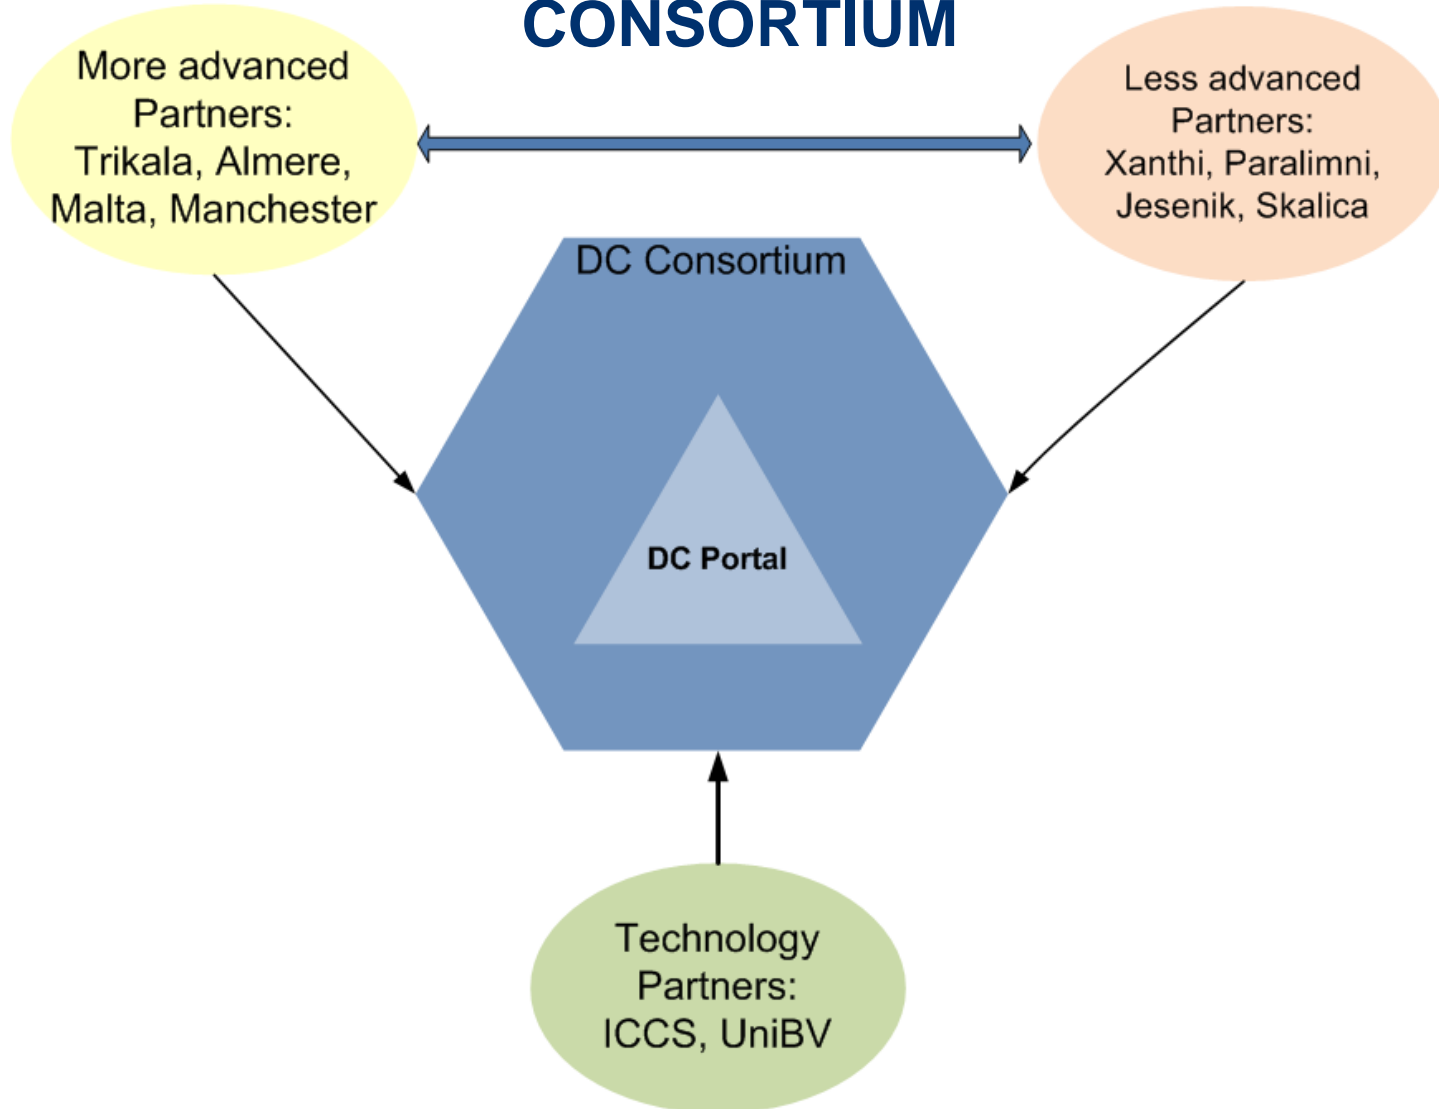 CONSORTIUM
More advanced
Partners:
Trikala, Almere,
Malta, Manchester
Less advanced
Partners:
Xanthi, Paralimni,
Jesenik, Skalica
DC Consortium
DC Portal
Technology
Partners:
ICCS, UniBV